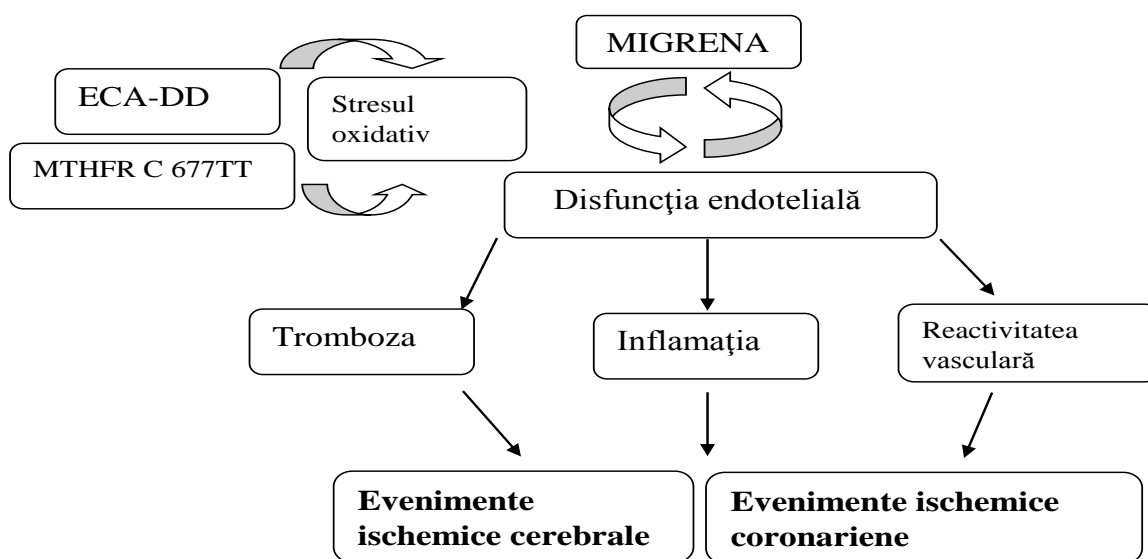 MIGRENA
ECA-DD
Stresul
oxidativ
MTHFR C 677TT
Disfuncţia endotelială
Tromboza
Inflamaţia
Reactivitatea
vasculară
Evenimente
ischemice cerebrale
Evenimente ischemice
coronariene